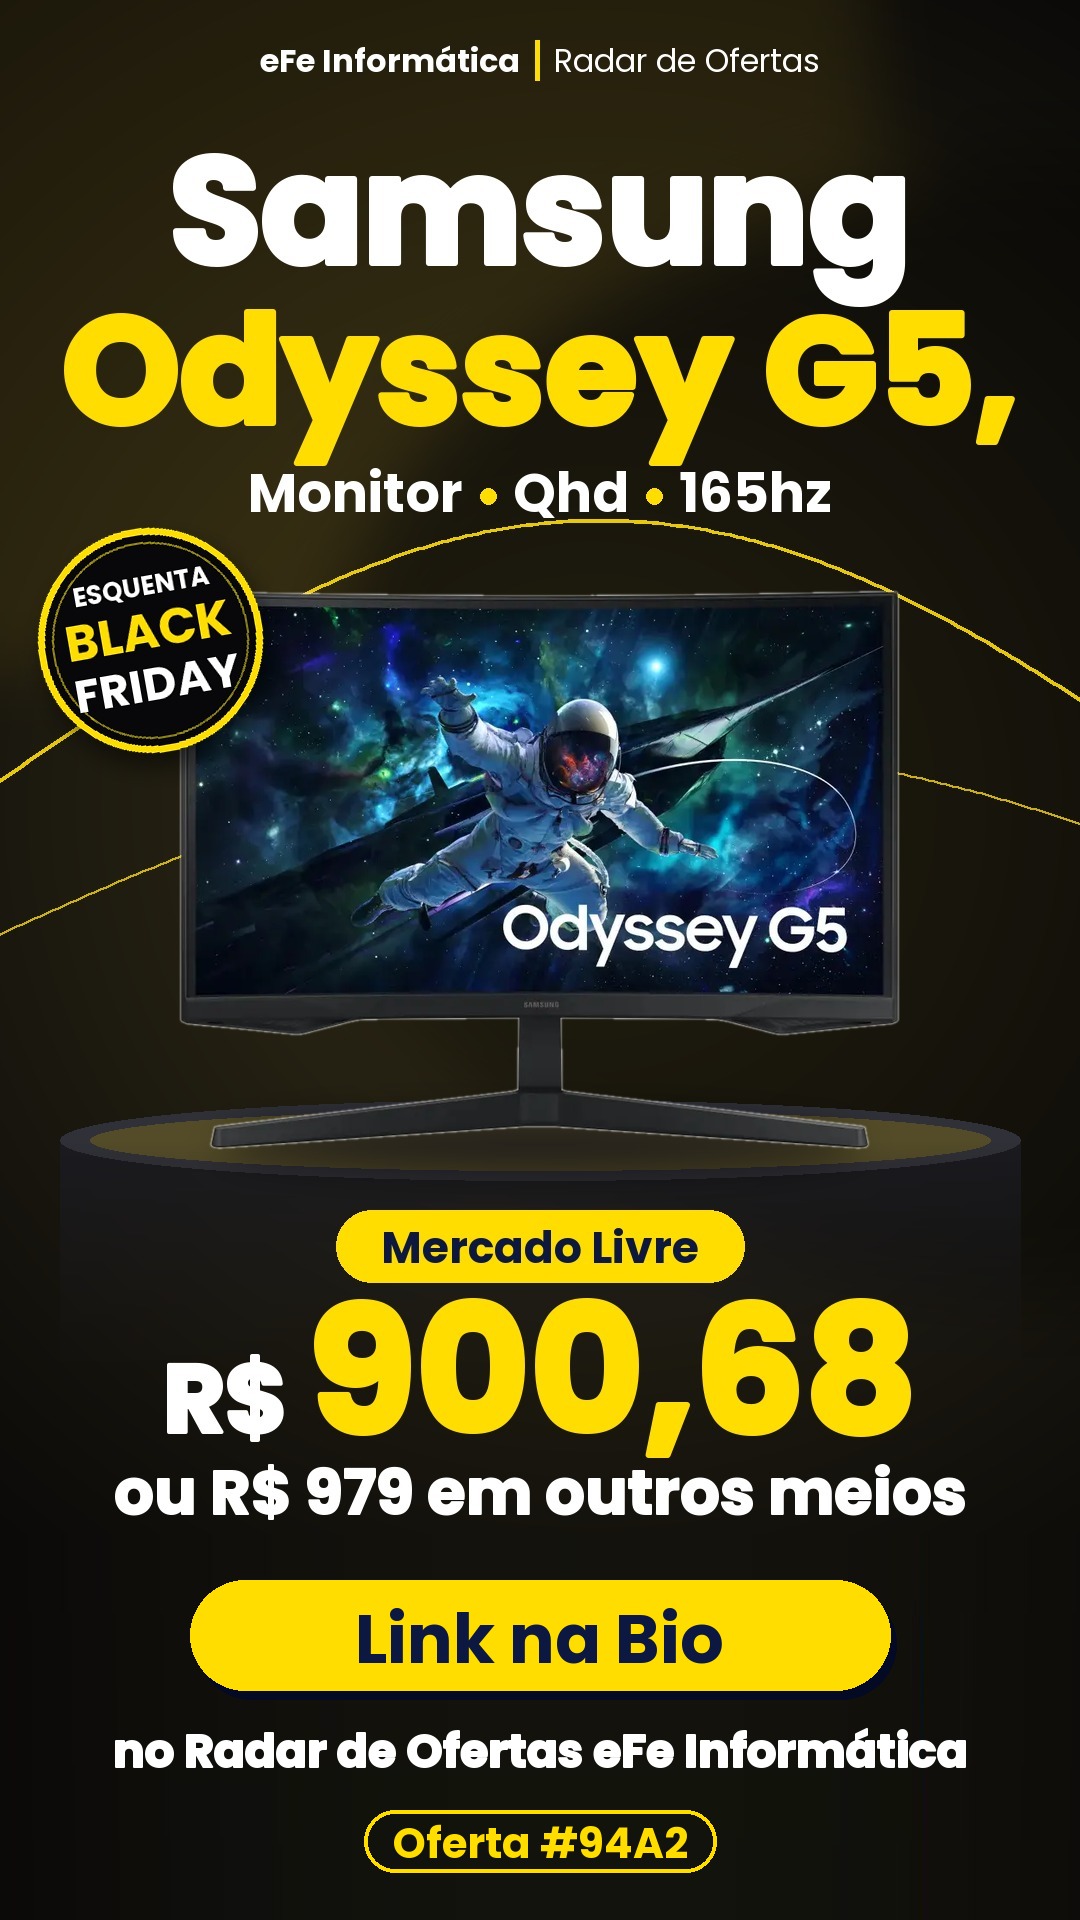 eFe Informática | Radar de Ofertas
Samsung
Odyssey G5,
Monitor • Qhd • 165hz
ESQUENTA
BLACK
FRIDAY
Odyssey G5
SAMSUNG
Mercado Livre
R$ 900,68
ou R$ 979 em outros meios
Link na Bio
no Radar de Ofertas eFe Informática
Oferta #94A2